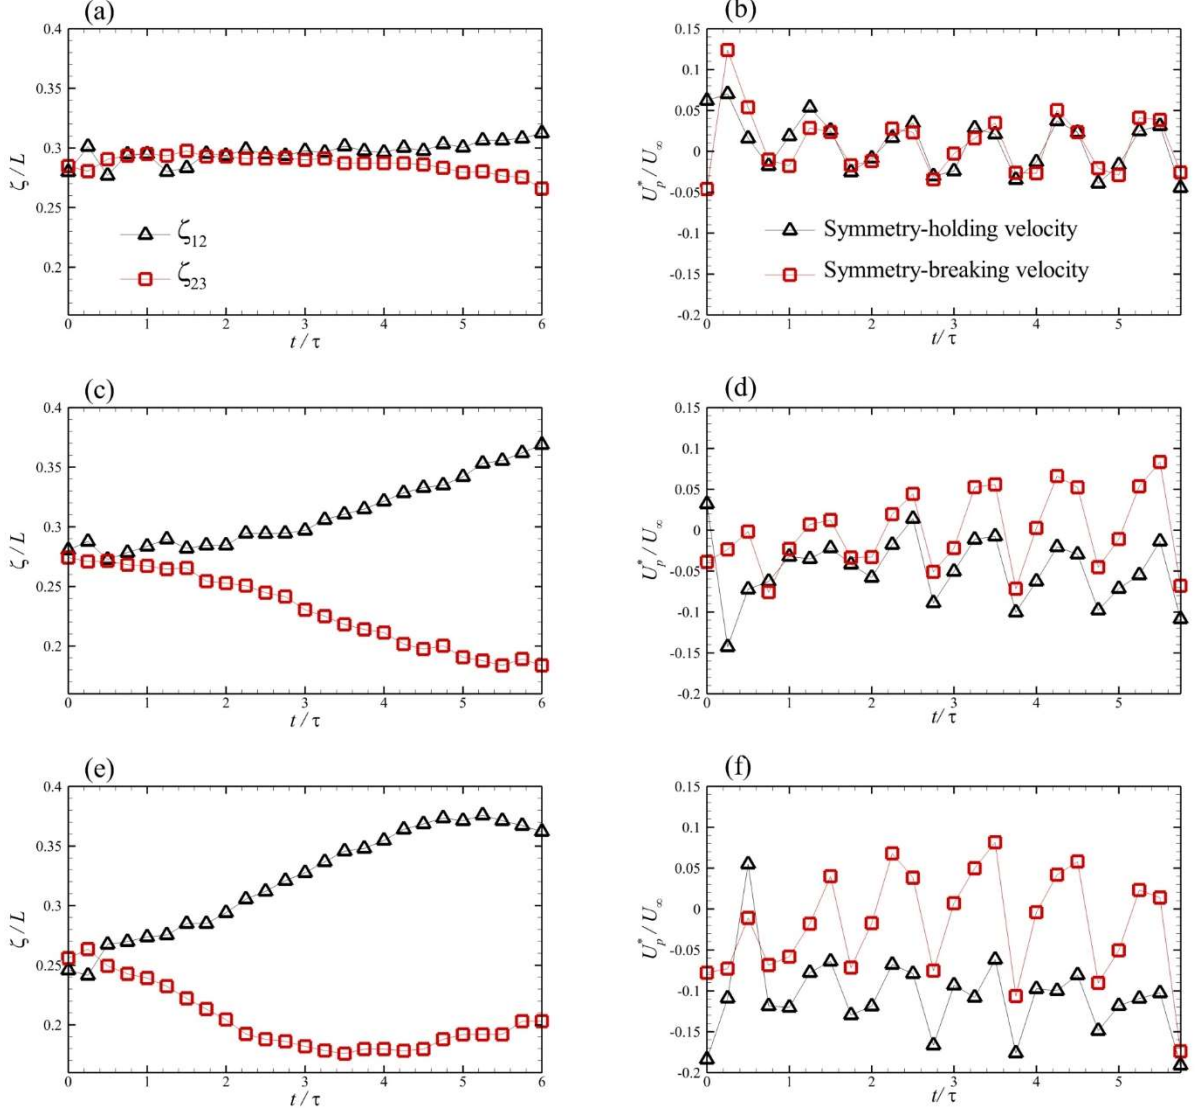 (a)
0.4
0.35
0.3
0.25
0.2
ζ / L
ζ12
ζ23
0 1 2 3 4 5 6
t / τ
(b)
0.15
0.1
0.05
0
-0.05
-0.1
-0.15
-0.2
U*p / U∞
Symmetry-holding velocity
Symmetry-breaking velocity
0 1 2 3 4 5
t/ τ
(c)
0.4
0.35
0.3
0.25
0.2
ζ / L
0 1 2 3 4 5 6
t / τ
(d)
0.15
0.1
0.05
0
-0.05
-0.1
-0.15
-0.2
U*p / U∞
0 1 2 3 4 5
t/ τ
(e)
0.4
0.35
0.3
0.25
0.2
ζ / L
0 1 2 3 4 5 6
t / τ
(f)
0.15
0.1
0.05
0
-0.05
-0.1
-0.15
-0.2
U*p / U∞
0 1 2 3 4 5
t/ τ